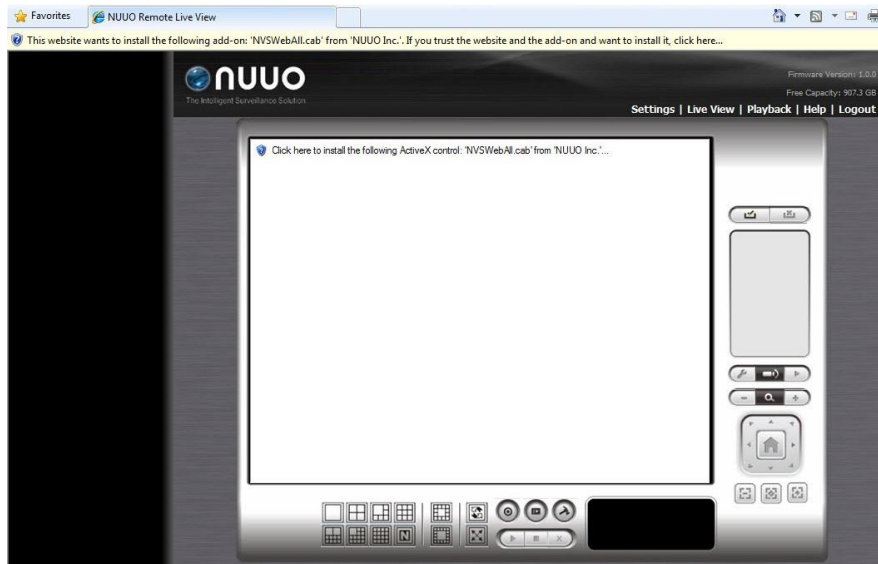 Favorites
NUUO Remote Live View
This website wants to install the following add-on: 'NVSWebAll.cab' from 'NUUO Inc.'. If you trust the website and the add-on and want to install it, click here...
NUUO
The Intelligent Surveillance Solution
Firmware Version: 1.0.0
Free Capacity: 907.3 GB
Settings | Live View | Playback | Help | Logout
Click here to install the following ActiveX control: 'NVSWebAll.cab' from 'NUUO Inc.'...
N